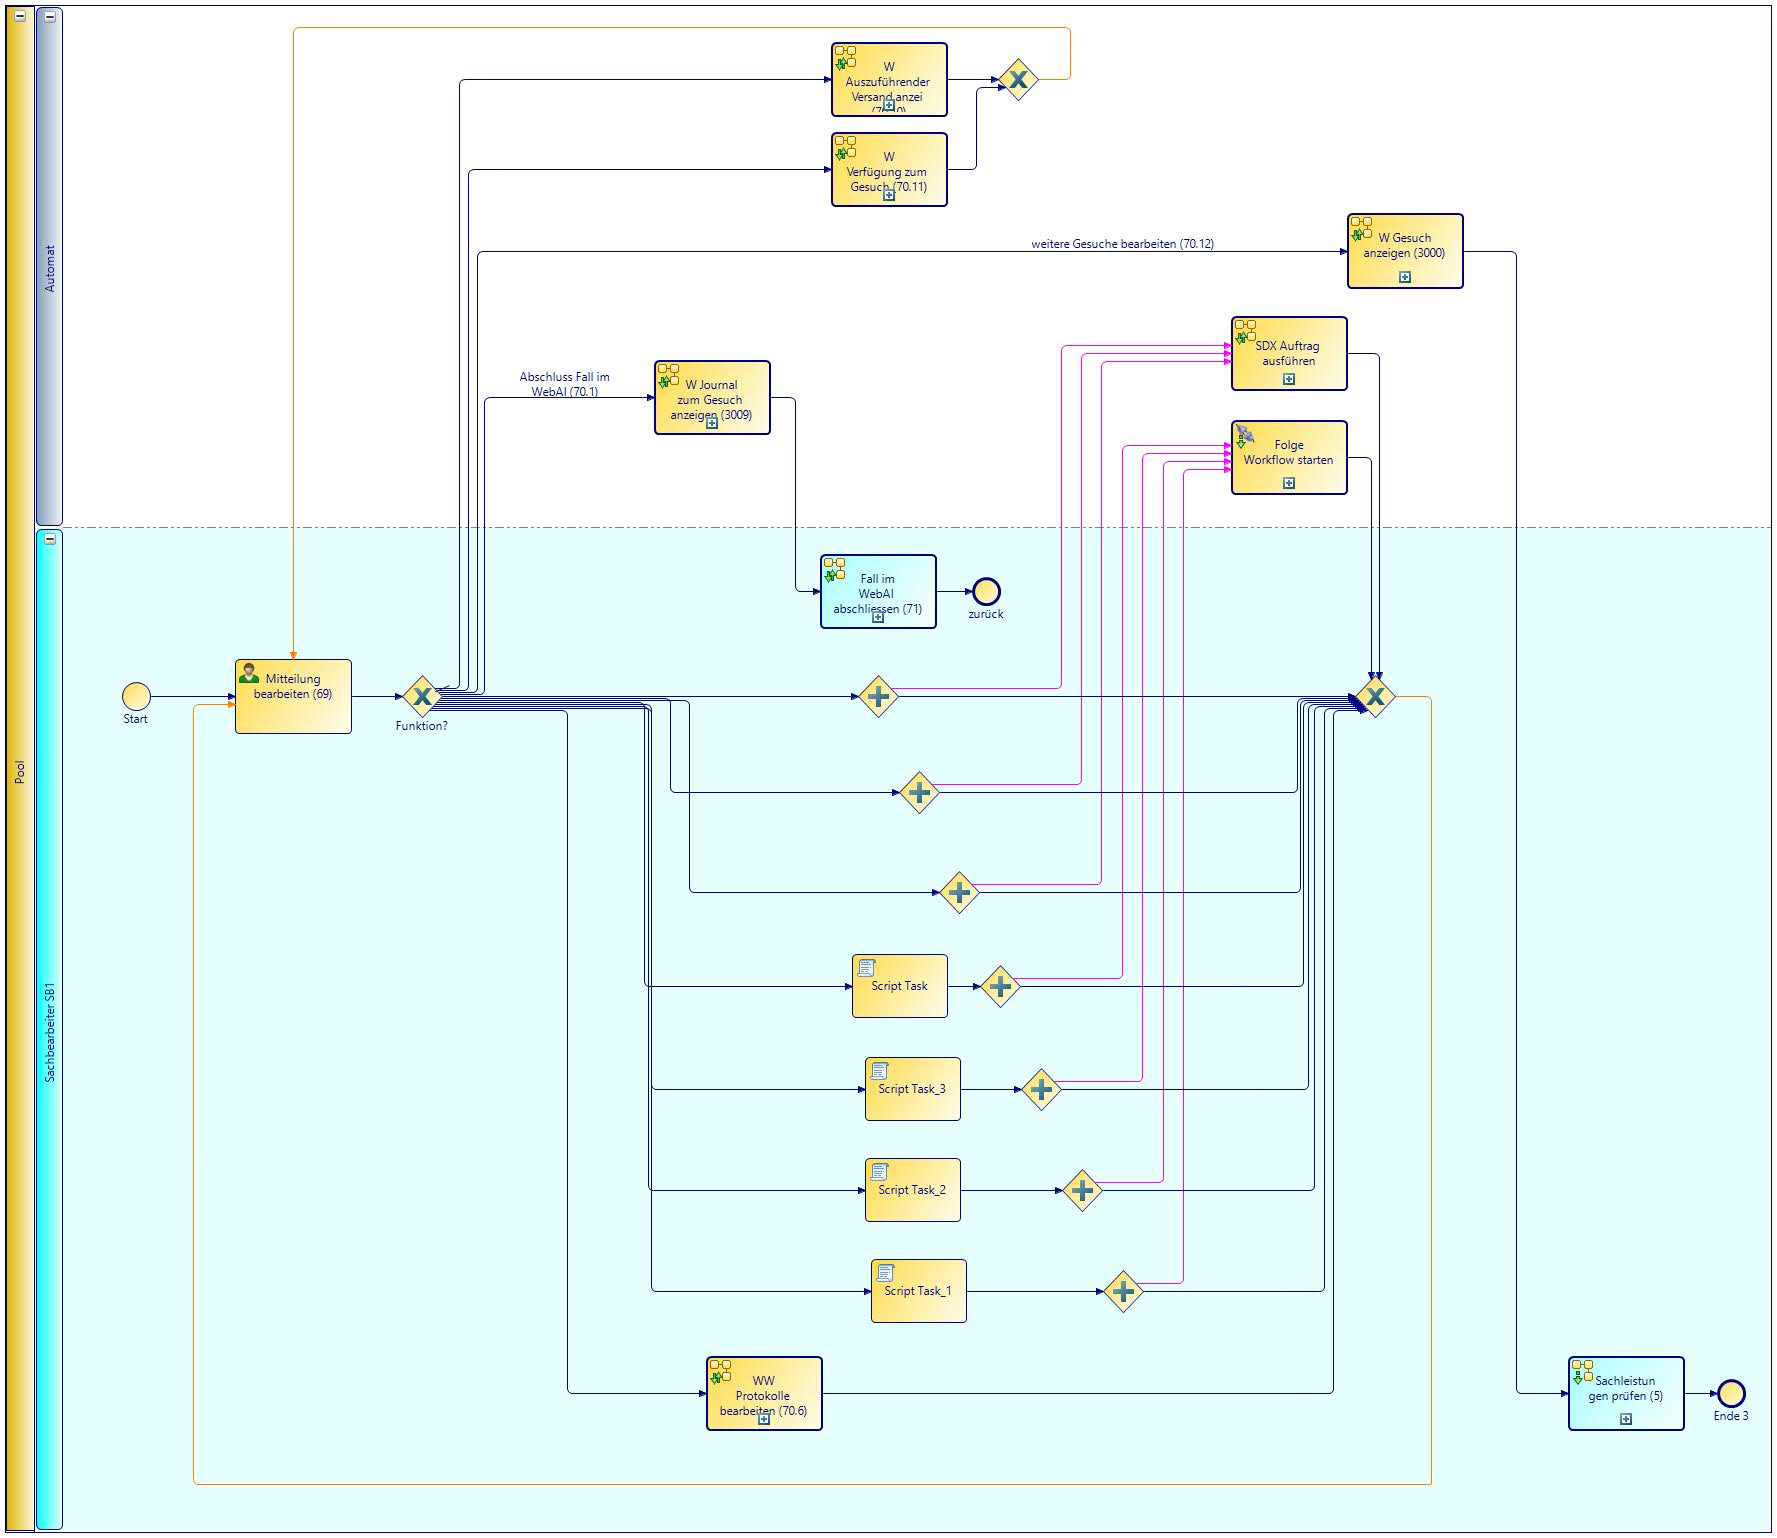 Pool
Automat
Sachbearbeiter SB1
W
Auszuführender
Versand anzei
W
Verfügung zum
Gesuch (70.11)
weitere Gesuche bearbeiten (70.12)
W Gesuch
anzeigen (3000)
SDX Auftrag
ausführen
Abschluss Fall im
WebAI (70.1)
W Journal
zum Gesuch
anzeigen (3009)
Folge
Workflow starten
Fall im
WebAI
abschliessen (71)
zurück
Start
Mitteilung
bearbeiten (69)
Funktion?
Script Task
Script Task_3
Script Task_2
Script Task_1
WW
Protokolle
bearbeiten (70.6)
Sachleistun
gen prüfen (5)
Ende 3